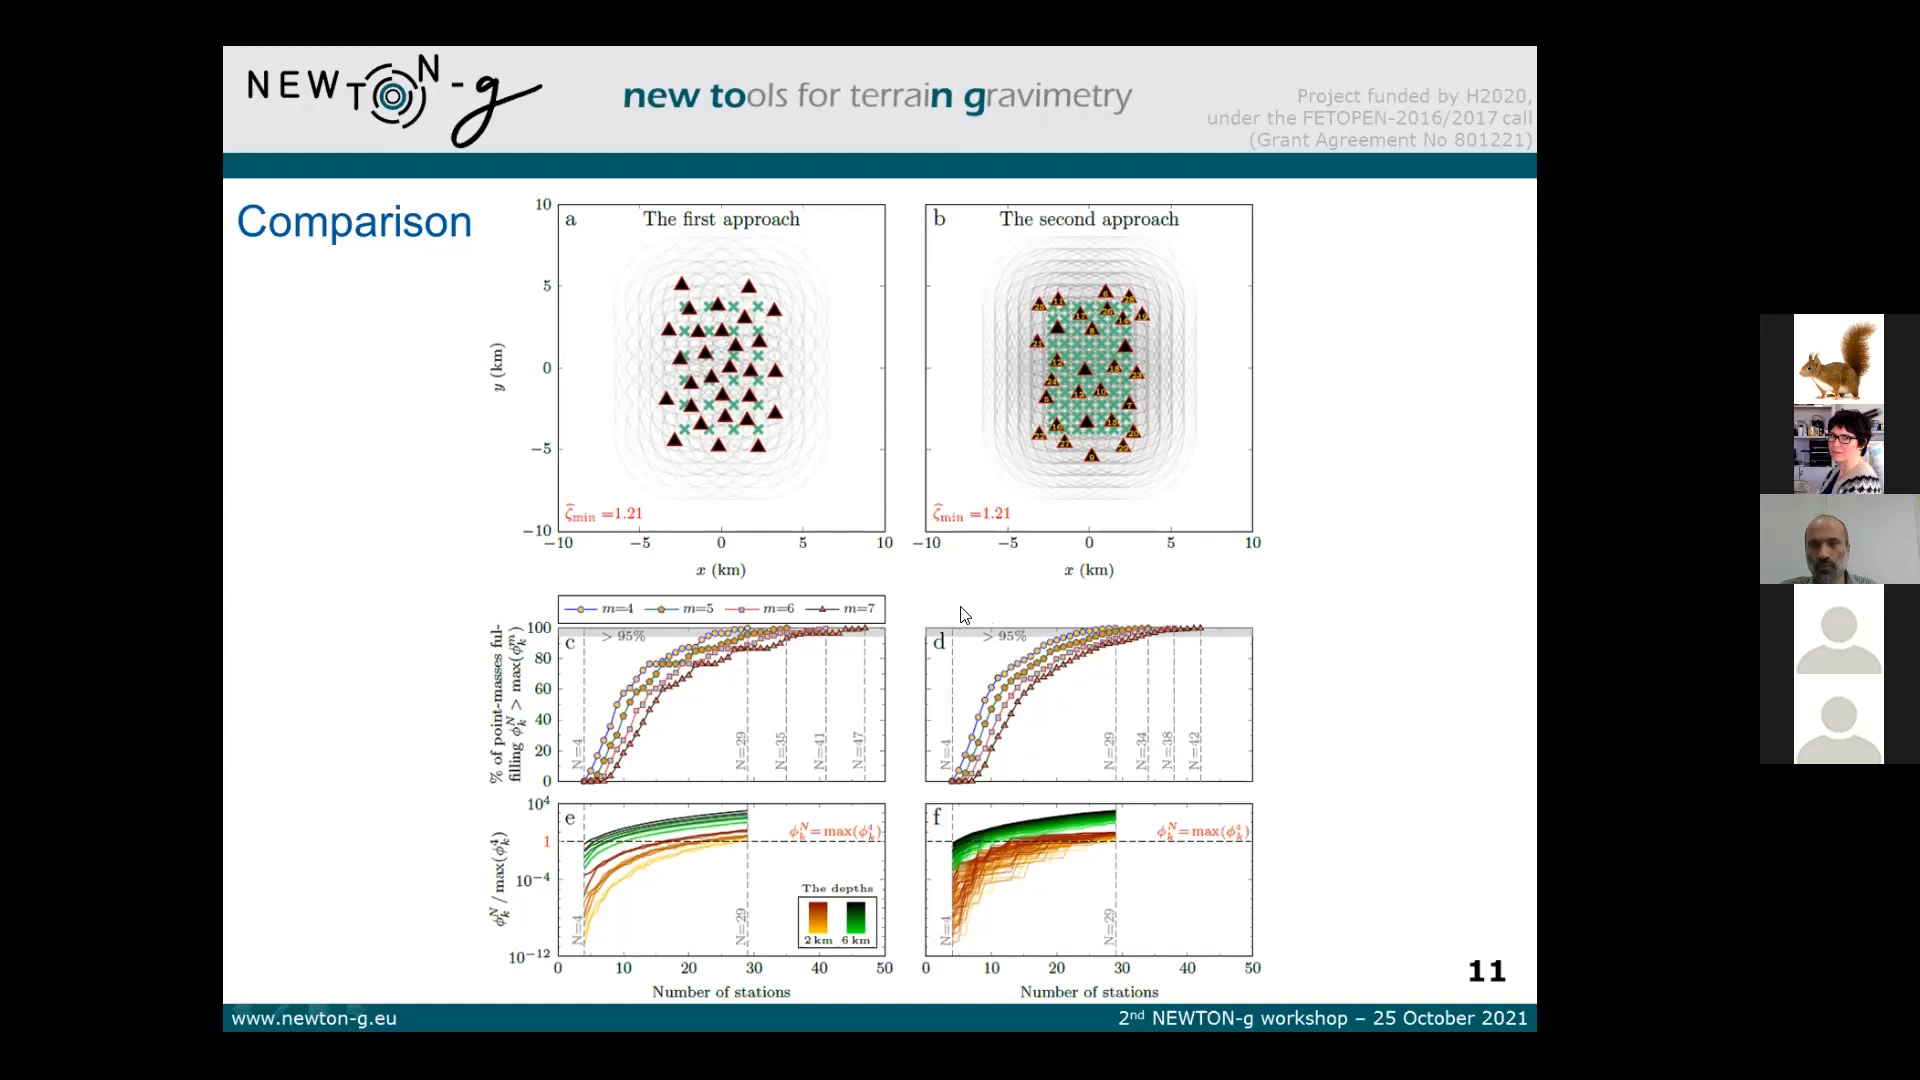 NEWTON-g
new tools for terrain gravimetry
Project funded by H2020,
under the FETOPEN-2016/2017 call
(Grant Agreement No 801221)
Comparison
a The first approach
b The second approach
10
5
0
−5
−10
y (km)
ζ̂min =1.21
ζ̂min =1.21
−10 −5 0 5 10
−10 −5 0 5 10
x (km)
x (km)
m=4 m=5 m=6 m=7
% of point-masses ful-
filling ϕₖᴺ > max(ϕₖᵐ)
100
80
60
40
20
0
c > 95%
N=4 N=29 N=35 N=41 N=47
d > 95%
N=4 N=29 N=34 N=38 N=42
ϕₖᴺ / max(ϕₖ⁴)
10⁴
1
10⁻⁴
10⁻¹²
e ϕₖᴺ = max(ϕₖ⁴)
The depths
2 km 6 km
N=4 N=29
f ϕₖᴺ = max(ϕₖ⁴)
N=4 N=29
0 10 20 30 40 50
0 10 20 30 40 50
Number of stations
Number of stations
11
www.newton-g.eu
2nd NEWTON-g workshop – 25 October 2021